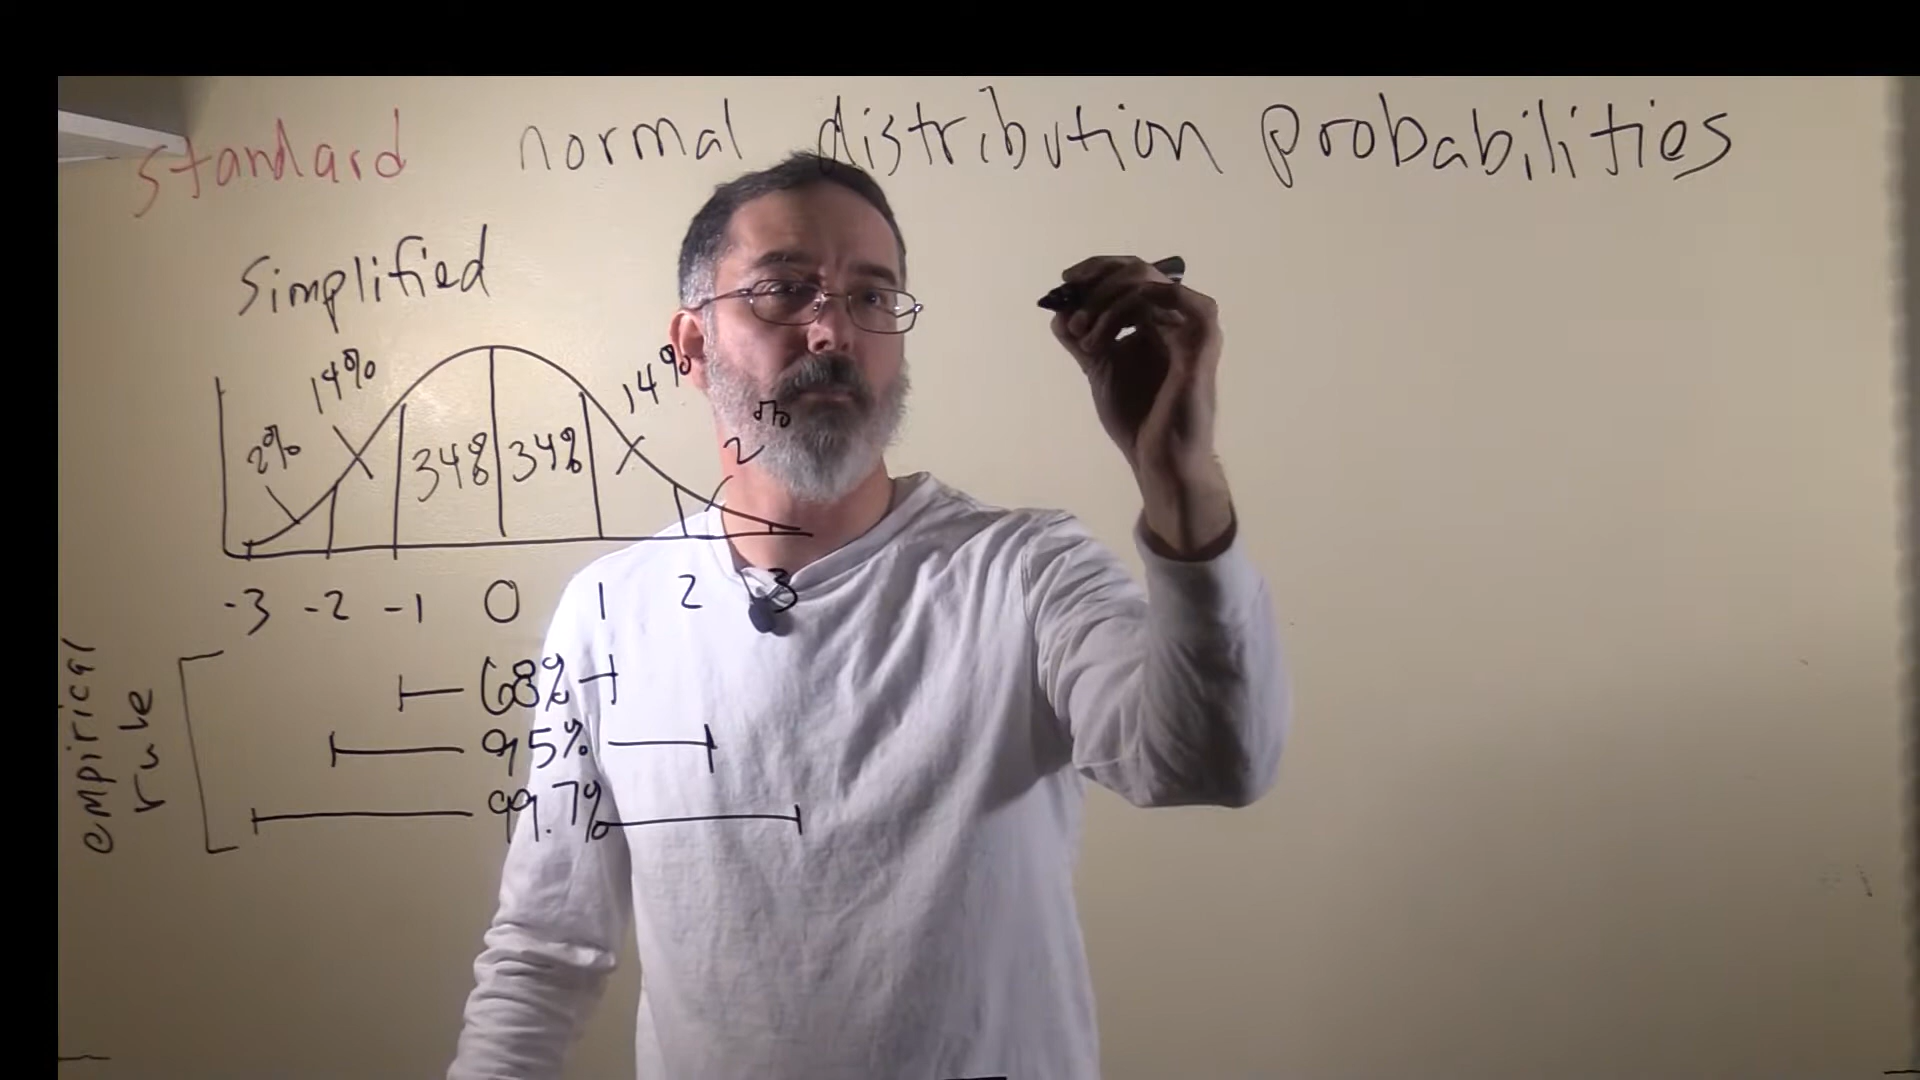 standard normal distribution probabilities
Simplified
14% 14%
2% 34% 34% 2%
-3 -2 -1 0 1 2 3
empirical rule
68%
95%
99.7%